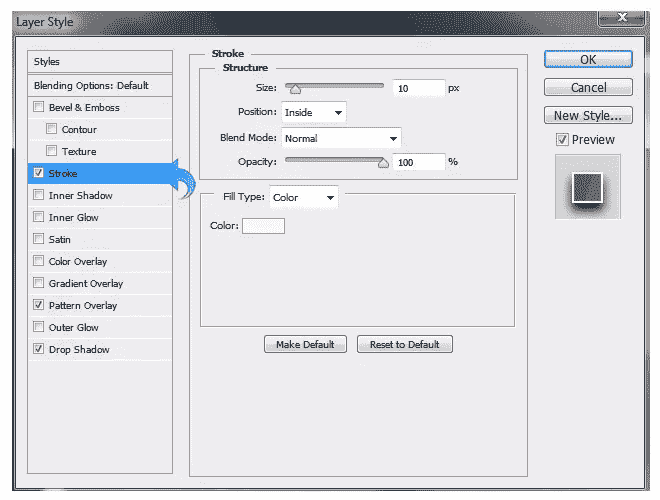 Layer Style
X
Styles
Blending Options: Default
Bevel & Emboss
Contour
Texture
Stroke
Inner Shadow
Inner Glow
Satin
Color Overlay
Gradient Overlay
Pattern Overlay
Outer Glow
Drop Shadow
Stroke
Structure
Size: 10 px
Position: Inside
Blend Mode: Normal
Opacity: 100 %
Fill Type: Color
Color:
Make Default Reset to Default
OK
Cancel
New Style...
Preview